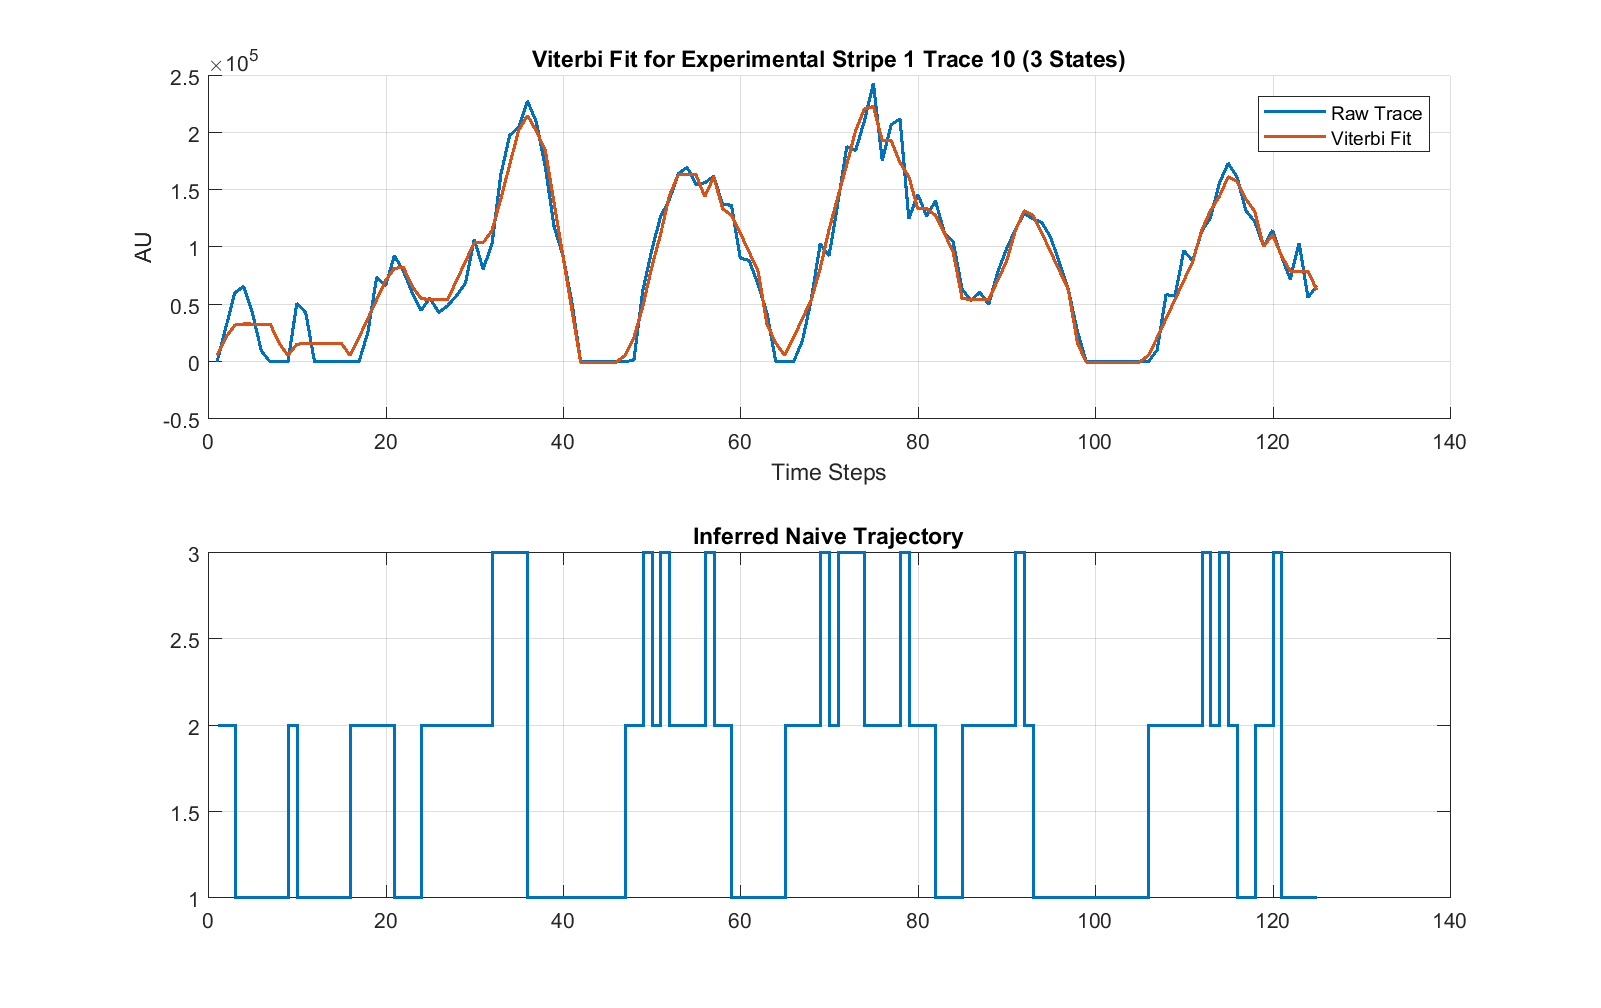 Viterbi Fit for Experimental Stripe 1 Trace 10 (3 States)
×10^5
2.5
2
1.5
1
0.5
0
-0.5
AU
Raw Trace
Viterbi Fit
0 20 40 60 80 100 120 140
Time Steps
Inferred Naive Trajectory
3
2.5
2
1.5
1
0 20 40 60 80 100 120 140